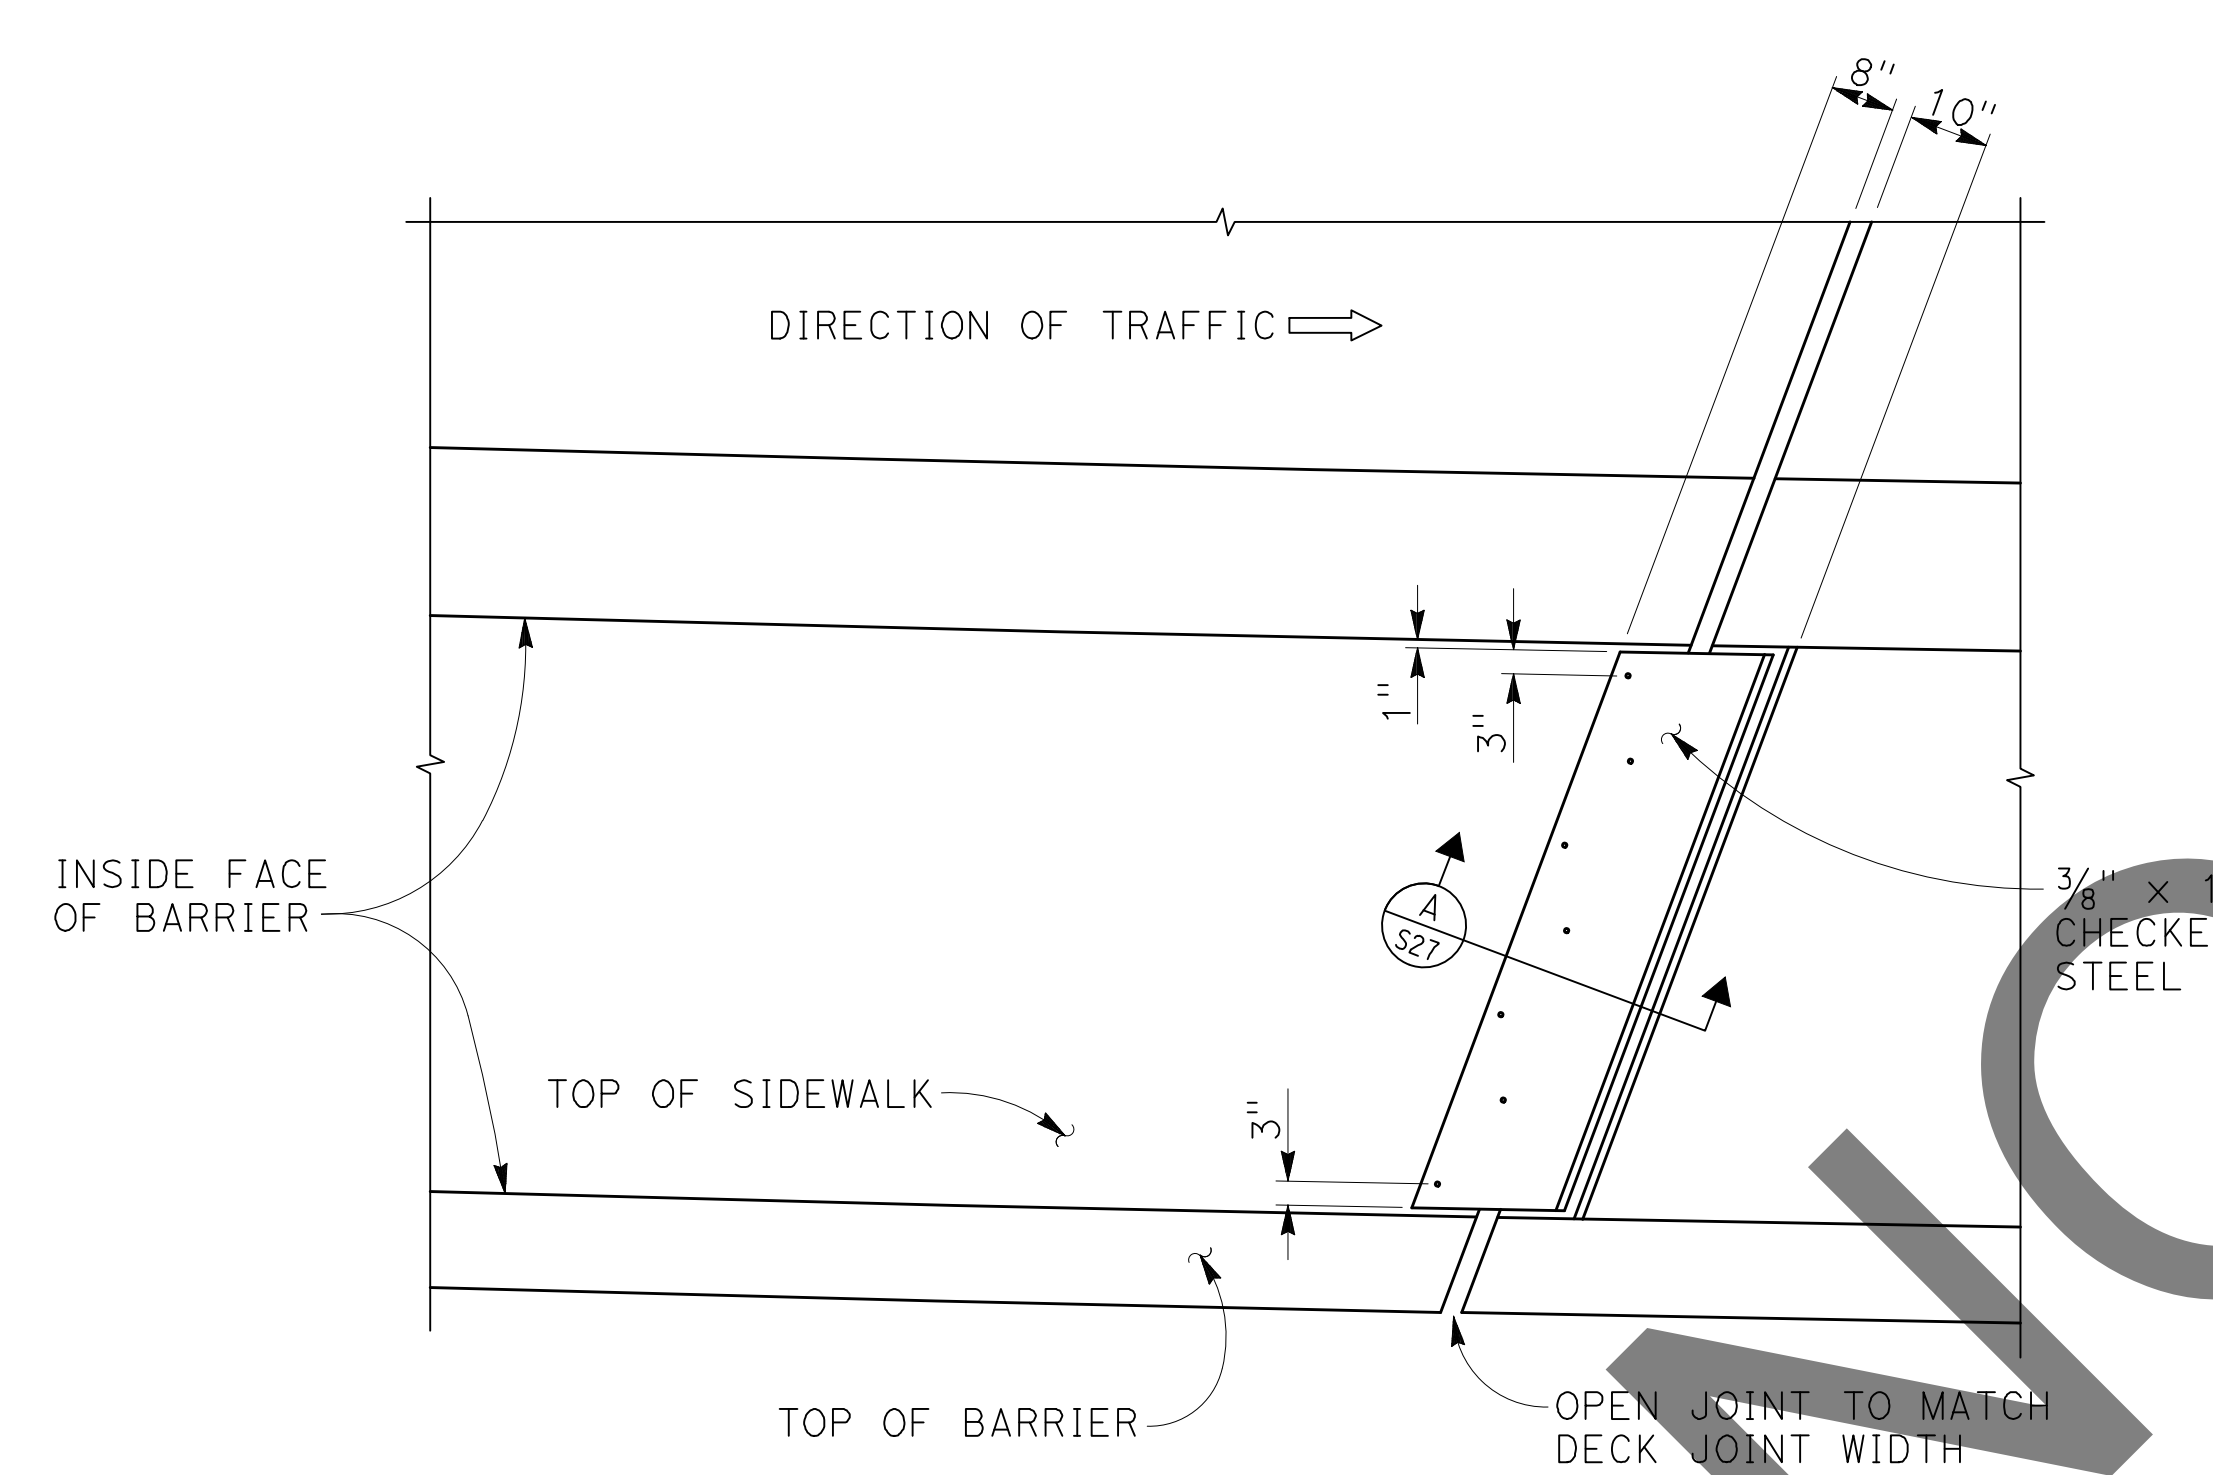 8"
10"
DIRECTION OF TRAFFIC
1"
3"
INSIDE FACE
OF BARRIER
A
S27
3/8" x 1
CHECKE
STEEL
TOP OF SIDEWALK
3"
TOP OF BARRIER
OPEN JOINT TO MATCH
DECK JOINT WIDTH